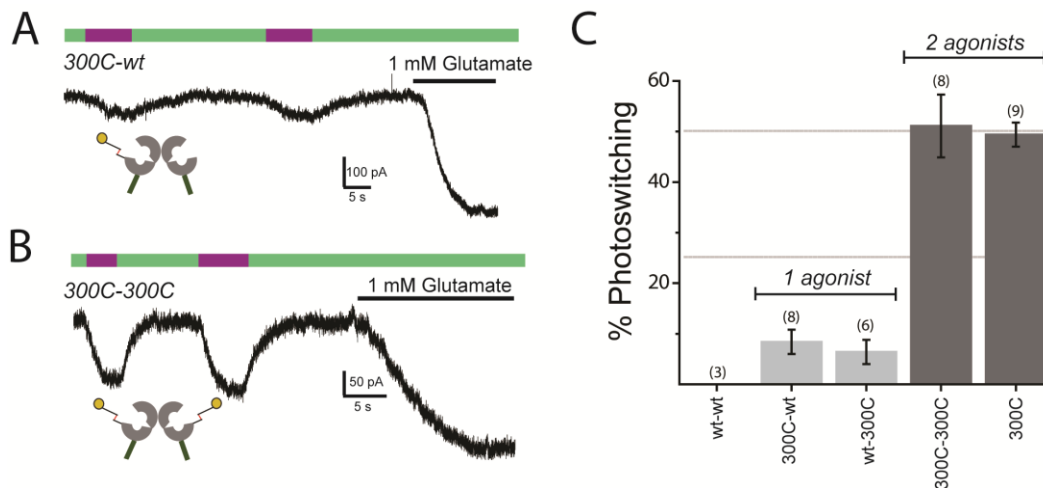 A
300C-wt
1 mM Glutamate
100 pA
5 s
B
300C-300C
1 mM Glutamate
50 pA
5 s
C
2 agonists
60
(8)
(9)
40
% Photoswitching
1 agonist
20
(8)
(6)
(3)
wt-wt
300C-wt
wt-300C
300C-300C
300C